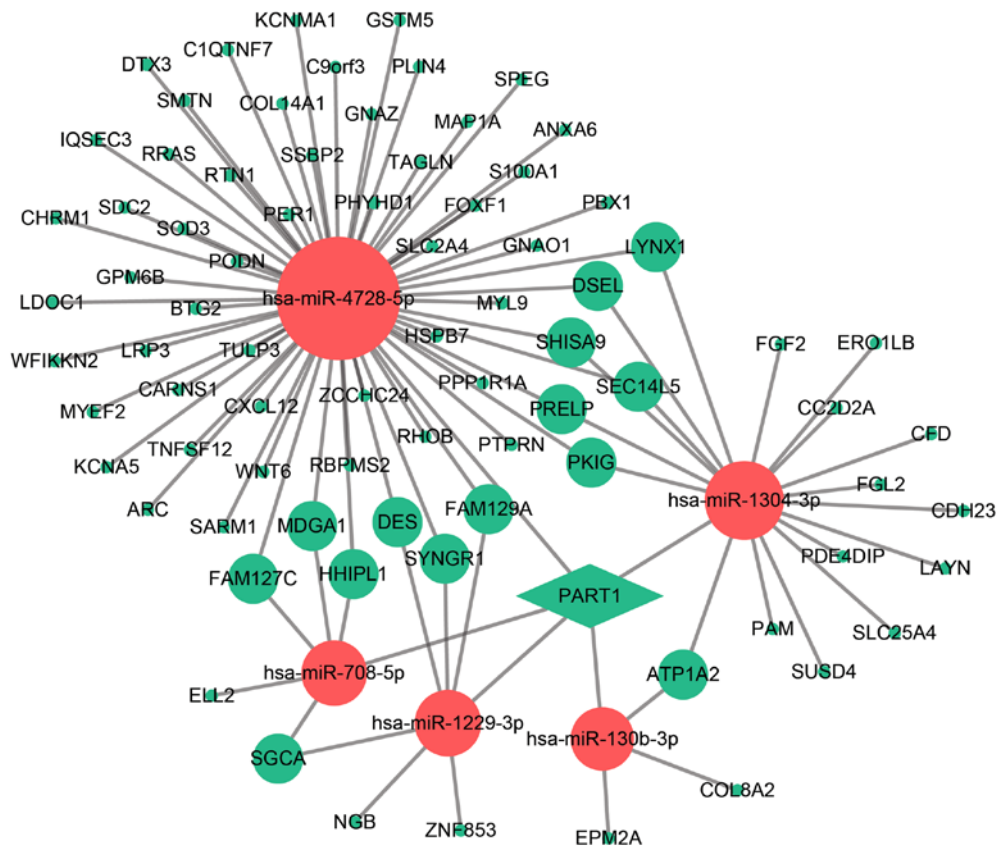 KCNMA1
GSTM5
C1QTNF7
DTX3
C9orf3
PLIN4
SPEG
SMTN
COL14A1
GNAZ
MAP1A
ANXA6
IQSEC3
RRAS
SSBP2
TAGLN
S100A1
RTN1
PHYHD1
FOXF1
PBX1
SDC2
PER1
CHRM1
SOD3
SLC2A4
GNAO1
LYNX1
PODN
GPM6B
DSEL
hsa-miR-4728-5p
LDOC1
BTG2
MYL9
HSPB7
SHISA9
FGF2
ERO1LB
WFIKKN2
LRP3
TULP3
PPP1R1A
SEC14L5
CARNS1
ZCCHC24
MYEF2
CXCL12
PRELP
CC2D2A
RHOB
PTPRN
CFD
TNFSF12
KCNA5
WNT6
RBPMS2
PKIG
FGL2
hsa-miR-1304-3p
ARC
SARM1
MDGA1
DES
FAM129A
CDH23
PDE4DIP
SYNGR1
FAM127C
HHIPL1
LAYN
PART1
PAM
SLC25A4
hsa-miR-708-5p
ATP1A2
SUSD4
ELL2
hsa-miR-1229-3p
hsa-miR-130b-3p
SGCA
COL8A2
NGB
ZNF853
EPM2A